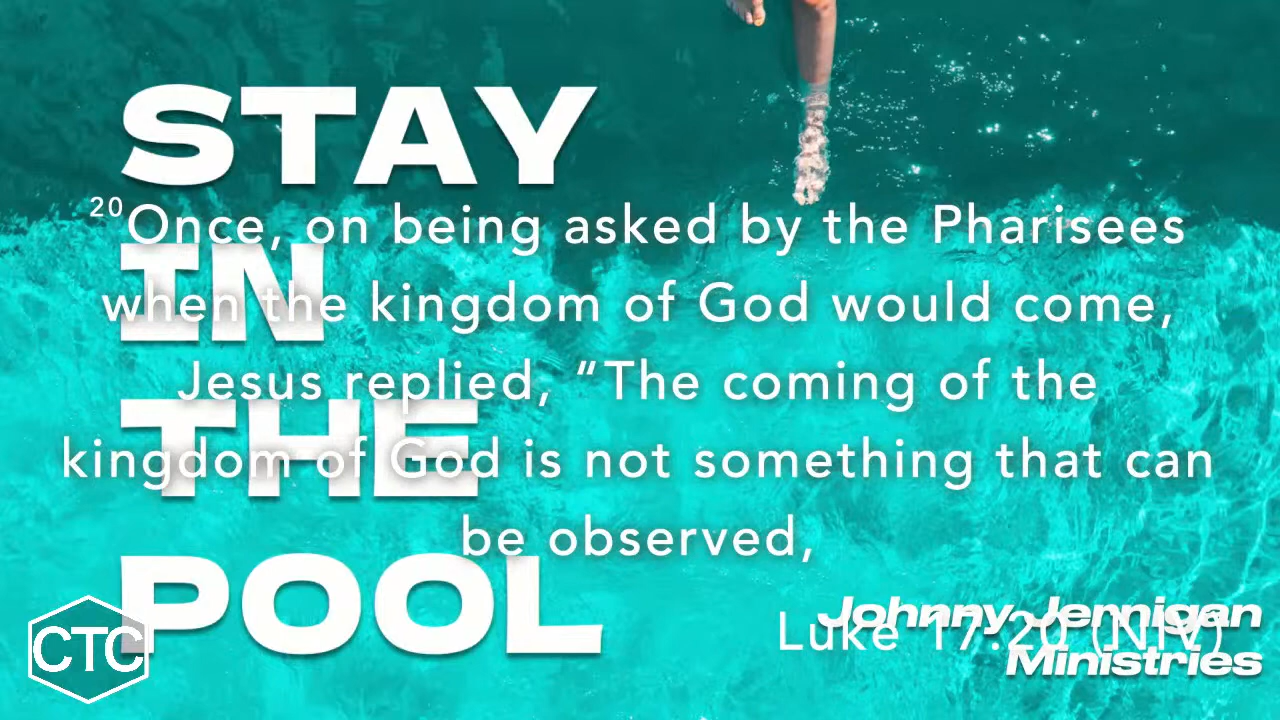 STAY
IN
THE
POOL
20Once, on being asked by the Pharisees
when the kingdom of God would come,
Jesus replied, “The coming of the
kingdom of God is not something that can
be observed,
Luke 17:20 (NIV)
Johnny Jernigan
Ministries
CTC